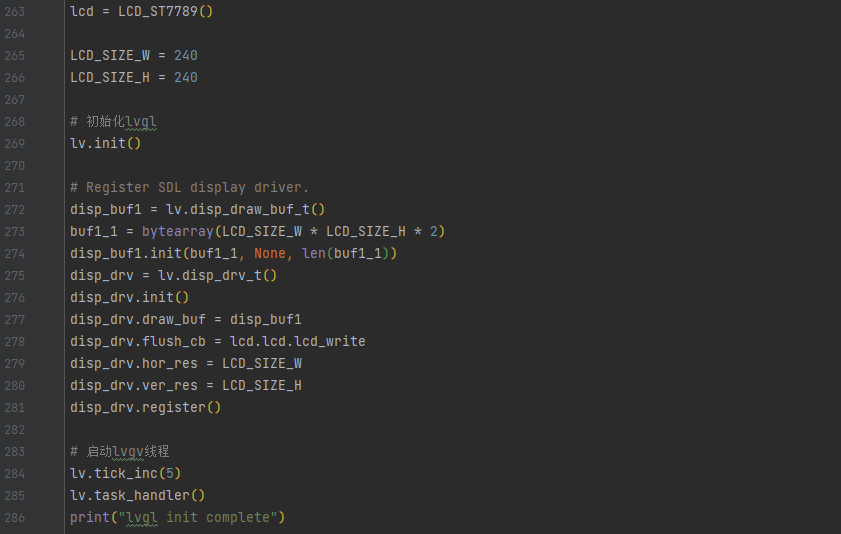 263 lcd = LCD_ST7789()
264
265 LCD_SIZE_W = 240
266 LCD_SIZE_H = 240
267
268 # 初始化lvgl
269 lv.init()
270
271 # Register SDL display driver.
272 disp_buf1 = lv.disp_draw_buf_t()
273 buf1_1 = bytearray(LCD_SIZE_W * LCD_SIZE_H * 2)
274 disp_buf1.init(buf1_1, None, len(buf1_1))
275 disp_drv = lv.disp_drv_t()
276 disp_drv.init()
277 disp_drv.draw_buf = disp_buf1
278 disp_drv.flush_cb = lcd.lcd.lcd_write
279 disp_drv.hor_res = LCD_SIZE_W
280 disp_drv.ver_res = LCD_SIZE_H
281 disp_drv.register()
282
283 # 启动lvgv线程
284 lv.tick_inc(5)
285 lv.task_handler()
286 print("lvgl init complete")